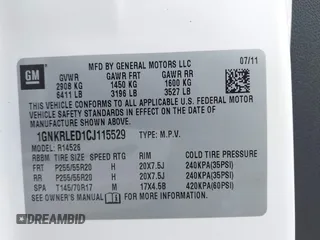 GM
MFD BY GENERAL MOTORS LLC
07/11
GVWR GAWR FRT GAWR RR
2908 KG 1450 KG 1600 KG
6411 LB 3196 LB 3527 LB
THIS VEHICLE CONFORMS TO ALL APPLICABLE U.S. FEDERAL MOTOR
VEHICLE SAFETY AND THEFT PREVENTION STANDARDS IN EFFECT
ON THE DATE OF MANUFACTURE SHOWN ABOVE.
1GNKRLED1CJ115529 TYPE: M.P.V.
MODEL: R14526
TIRE SIZE SPEED RTG RIM COLD TIRE PRESSURE
FRT P255/55R20 H 20X7.5J 240KPA(35PSI)
RR P255/55R20 H 20X7.5J 240KPA(35PSI)
SPA T145/70R17 M 17X4.5B 420KPA(60PSI)
SEE OWNER'S MANUAL FOR MORE INFORMATION.
DREAMBID